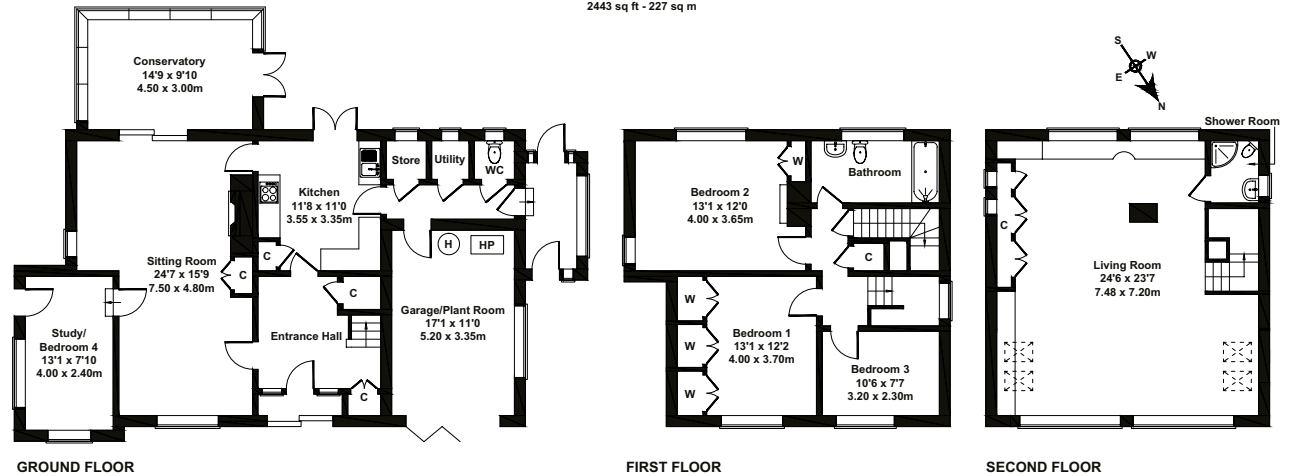 2443 sq ft - 227 sq m
Conservatory
14'9 x 9'10
4.50 x 3.00m
Store
Utility
WC
Kitchen
11'8 x 11'0
3.55 x 3.35m
C
H
HP
Sitting Room
24'7 x 15'9
7.50 x 4.80m
C
C
Garage/Plant Room
17'1 x 11'0
5.20 x 3.35m
Entrance Hall
Study/
Bedroom 4
13'1 x 7'10
4.00 x 2.40m
C
GROUND FLOOR
W
Bathroom
Bedroom 2
13'1 x 12'0
4.00 x 3.65m
C
W
W
W
Bedroom 1
13'1 x 12'2
4.00 x 3.70m
Bedroom 3
10'6 x 7'7
3.20 x 2.30m
FIRST FLOOR
S
W
E
N
Shower Room
C
Living Room
24'6 x 23'7
7.48 x 7.20m
SECOND FLOOR